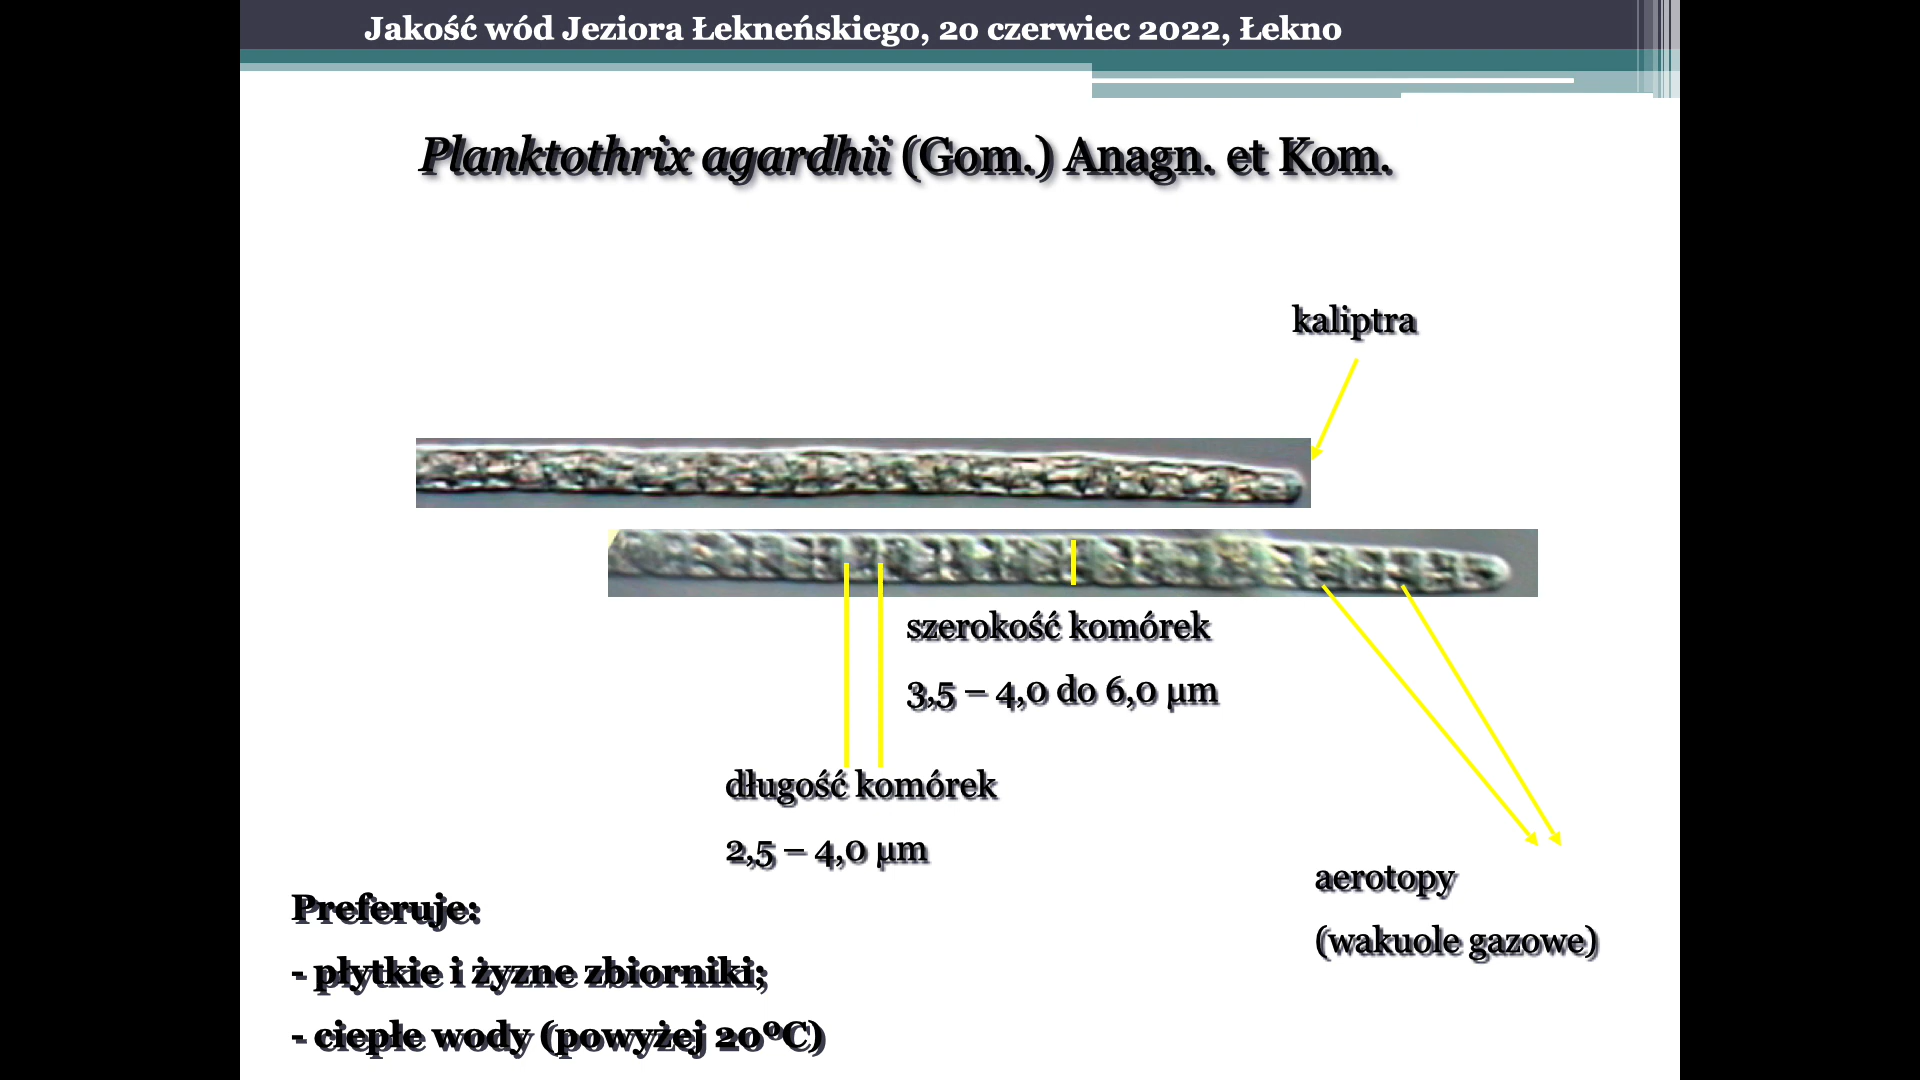 Jakość wód Jeziora Łekneńskiego, 20 czerwiec 2022, Łekno
Planktothrix agardhii (Gom.) Anagn. et Kom.
kaliptra
szerokość komórek
3,5 – 4,0 do 6,0 µm
długość komórek
2,5 – 4,0 µm
aerotopy
(wakuole gazowe)
Preferuje:
- płytkie i żyzne zbiorniki;
- ciepłe wody (powyżej 20ºC)